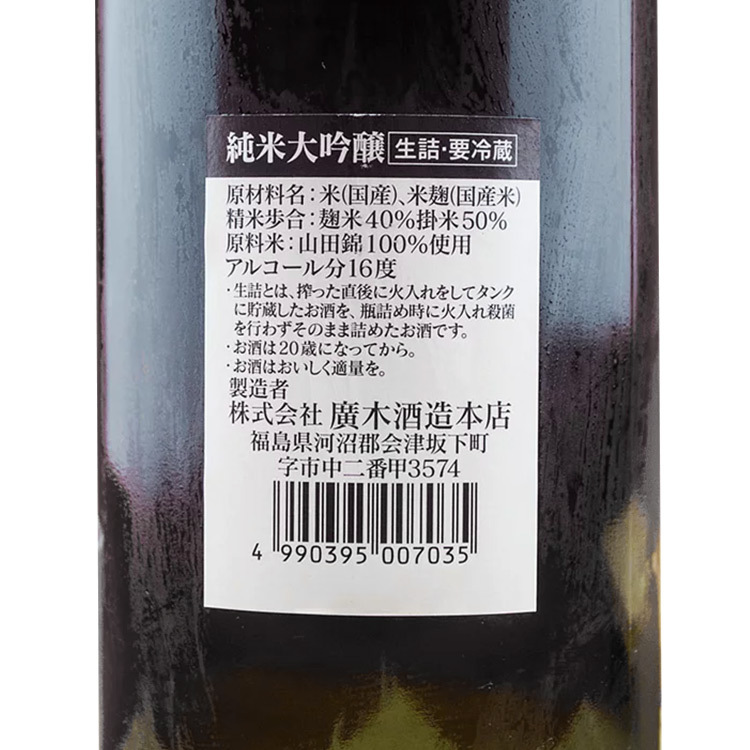 純米大吟醸 生詰・要冷蔵
原材料名：米(国産)、米麹(国産米)
精米歩合：麹米40%掛米50%
原料米：山田錦100%使用
アルコール分16度
・生詰とは、搾った直後に火入れをしてタンク
に貯蔵したお酒を、瓶詰め時に火入れ殺菌
を行わずそのまま詰めたお酒です。
・お酒は20歳になってから。
・お酒はおいしく適量を。
製造者
株式会社 廣木酒造本店
福島県河沼郡会津坂下町
字市中二番甲3574
4 990395 007035